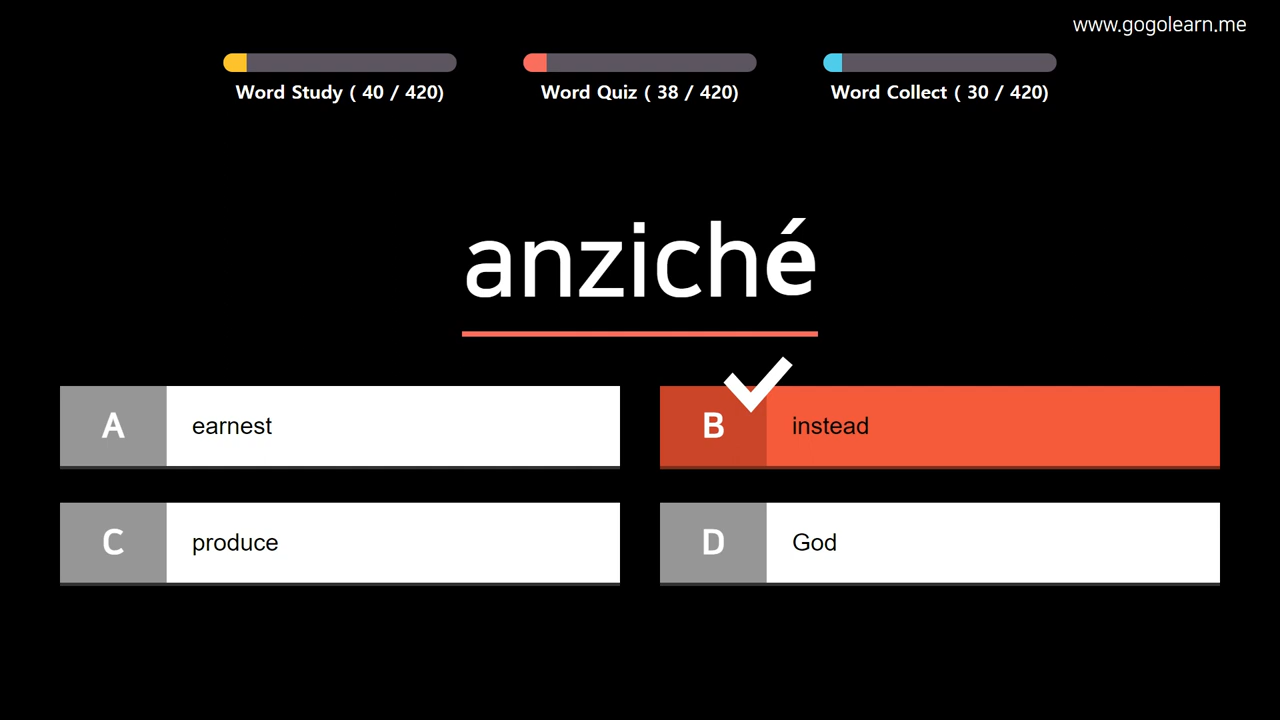 www.gogolearn.me
Word Study ( 40 / 420)
Word Quiz ( 38 / 420)
Word Collect ( 30 / 420)
anziché
A earnest
B instead
C produce
D God